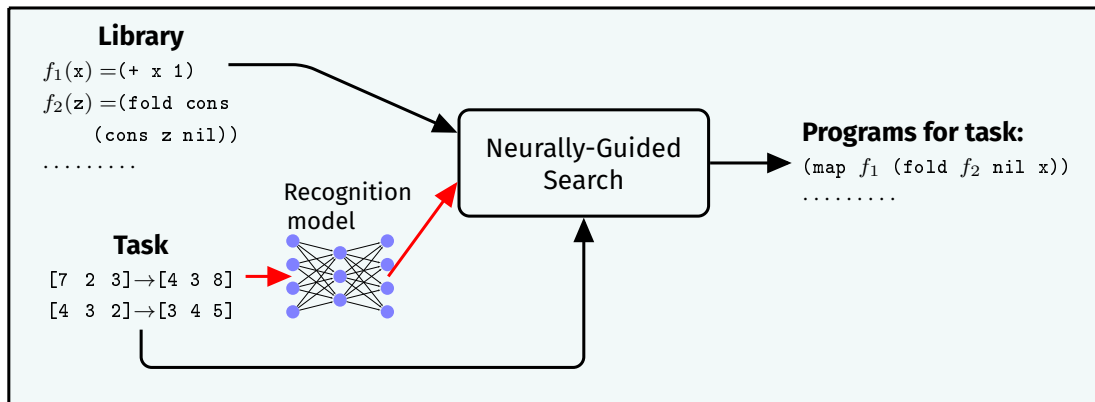 Library
f₁(x) =(+ x 1)
f₂(z) =(fold cons
(cons z nil))
.........
Task
[7 2 3]→[4 3 8]
[4 3 2]→[3 4 5]
Recognition
model
Neurally-Guided
Search
Programs for task:
(map f₁ (fold f₂ nil x))
.........